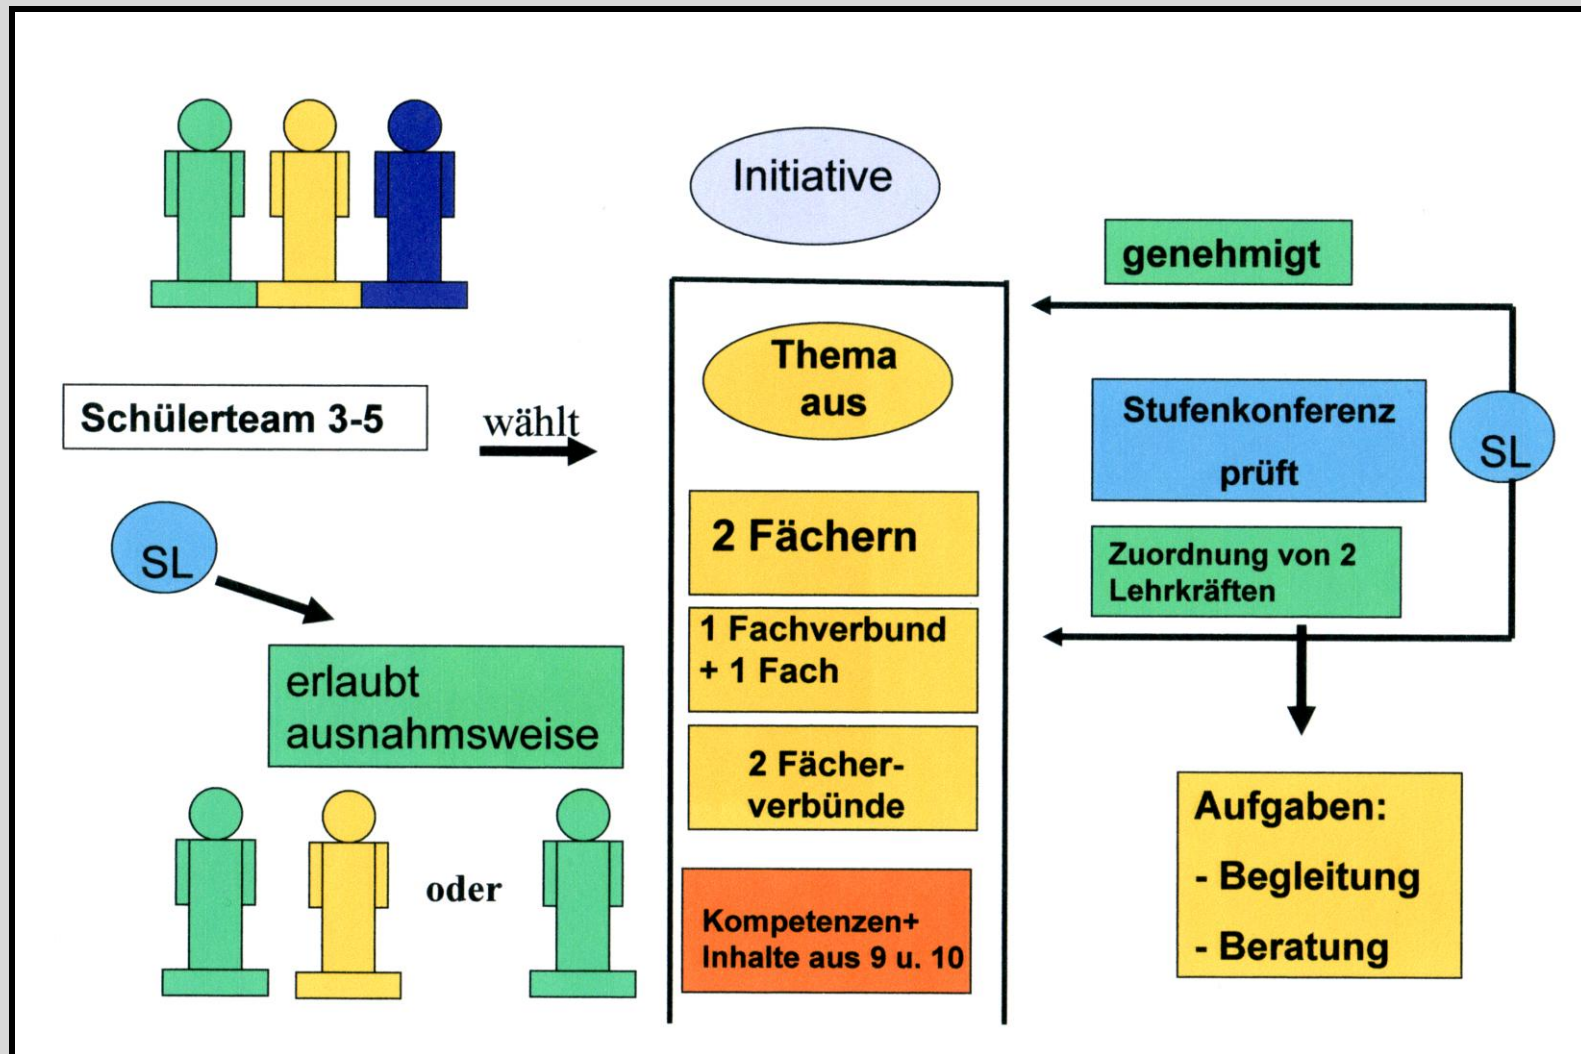 Initiative
Thema
aus
2 Fächern
1 Fachverbund
+ 1 Fach
2 Fächer-
verbünde
Kompetenzen+
Inhalte aus 9 u. 10
Schülerteam 3-5
wählt
SL
erlaubt
ausnahmsweise
oder
genehmigt
Stufenkonferenz
prüft
SL
Zuordnung von 2
Lehrkräften
Aufgaben:
- Begleitung
- Beratung